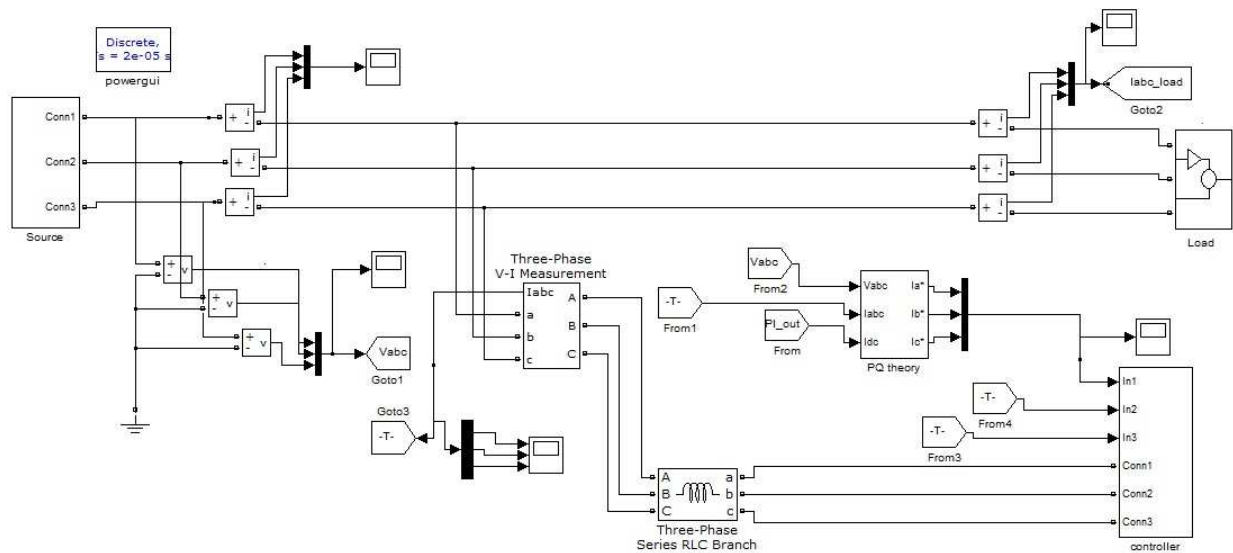 Discrete,
s = 2e-05 s
powergui
Conn1
Conn2
Conn3
Source
+
i
-
+
i
-
+
i
-
+
i
-
+
i
-
+
i
-
Iabc_load
Goto2
Load
+
-
v
+
-
v
+
-
v
Vabc
Goto1
Three-Phase
V-I Measurement
Iabc
a
b
c
A
B
C
Goto3
-T-
-T-
From1
Vabc
From2
PI_out
From
Vabc
Iabc
Idc
Ia*
Ib*
Ic*
PQ theory
-T-
From4
-T-
From3
In1
In2
In3
Conn1
Conn2
Conn3
controller
A
B
C
a
b
c
Three-Phase
Series RLC Branch